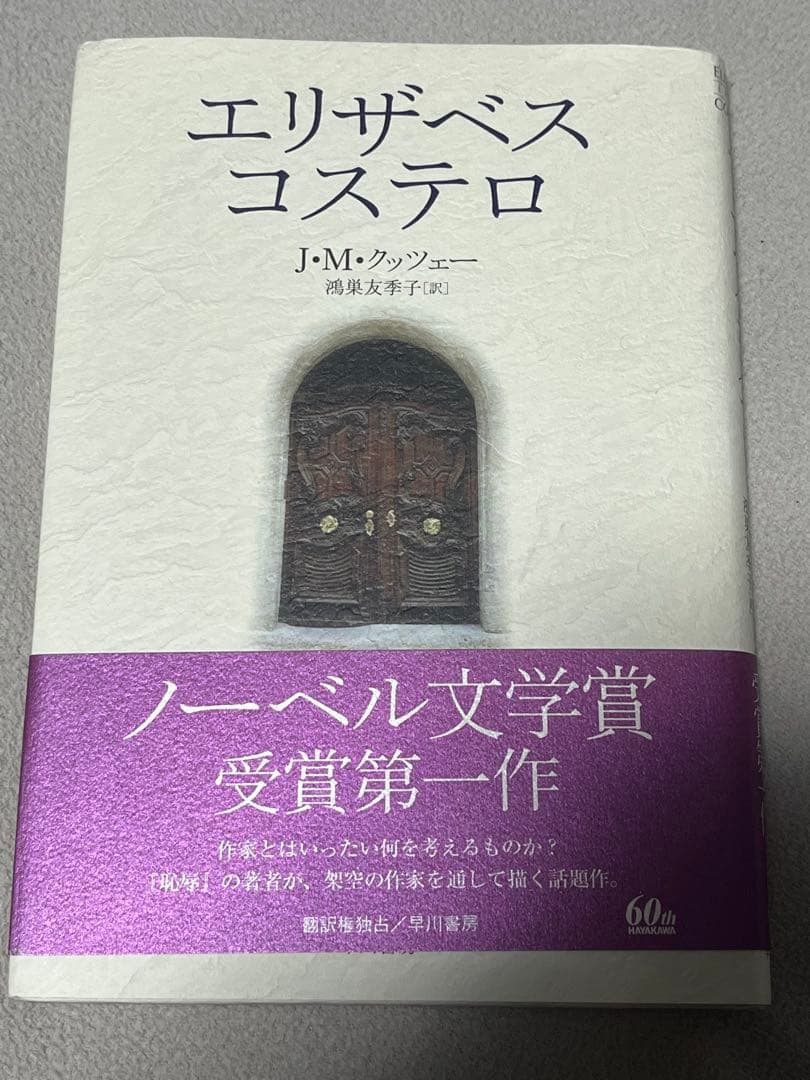 エリザベス
コステロ
J・M・クッツェー
鴻巣友季子[訳]
ノーベル文学賞
受賞第一作
作家とはいったい何を考えるものか?
『恥辱』の著者が、架空の作家を通して描く話題作。
翻訳権独占/早川書房
60th
HAYAKAWA